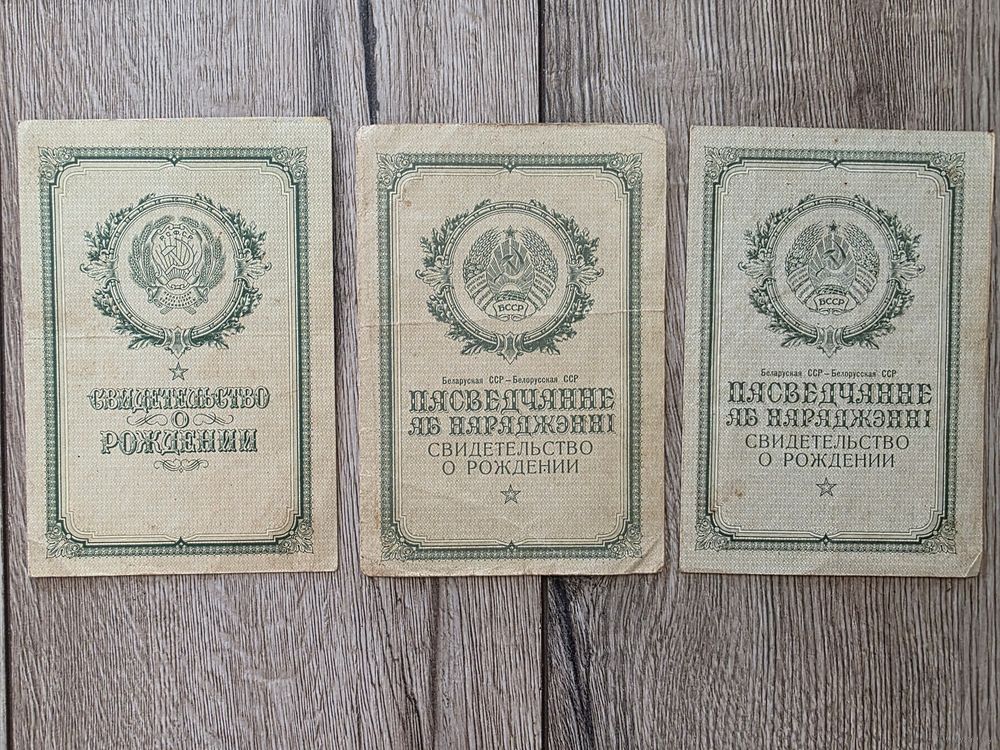 СВИДЕТЕЛЬСТВО
О
РОЖДЕНИИ
БССР
Беларуская ССР – Белорусская ССР
ПАСВЕДЧАННЕ
АБ НАРАДЖЭННІ
СВИДЕТЕЛЬСТВО
О РОЖДЕНИИ
БССР
Беларуская ССР – Белорусская ССР
ПАСВЕДЧАННЕ
АБ НАРАДЖЭННІ
СВИДЕТЕЛЬСТВО
О РОЖДЕНИИ